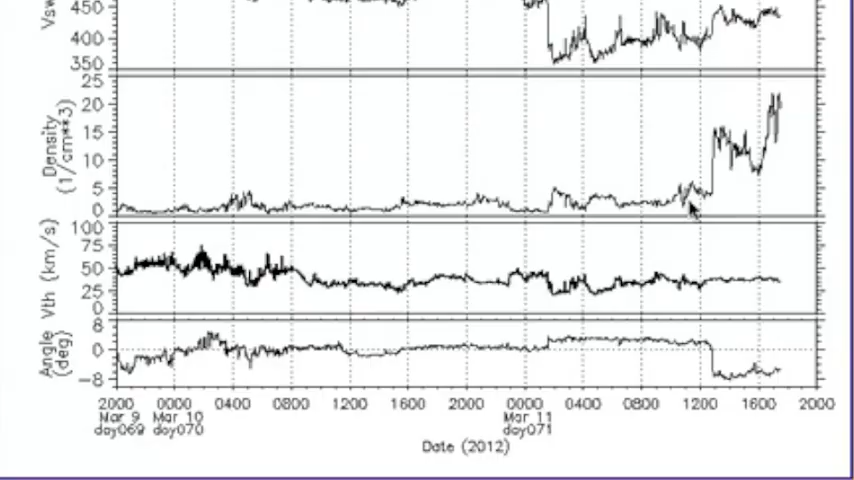 Vsw
450
400
350
Density
(1/cm**3)
25
20
15
10
5
0
Vth (km/s)
100
75
50
25
0
Angle
(deg)
8
0
-8
2000 0000 0400 0800 1200 1600 2000 0000 0400 0800 1200 1600 2000
Mar 9 Mar 10 Mar 11
day069 day070 day071
Date (2012)